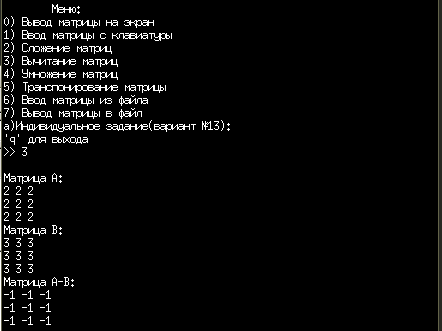 Меню:
0) Вывод матрицы на экран
1) Ввод матрицы с клавиатуры
2) Сложение матриц
3) Вычитание матриц
4) Умножение матриц
5) Транспонирование матрицы
6) Ввод матрицы из файла
7) Вывод матрицы в файл
а)Индивидуальное задание(вариант №13):
'q' для выхода
>> 3
Матрица A:
2 2 2
2 2 2
2 2 2
Матрица B:
3 3 3
3 3 3
3 3 3
Матрица A-B:
-1 -1 -1
-1 -1 -1
-1 -1 -1